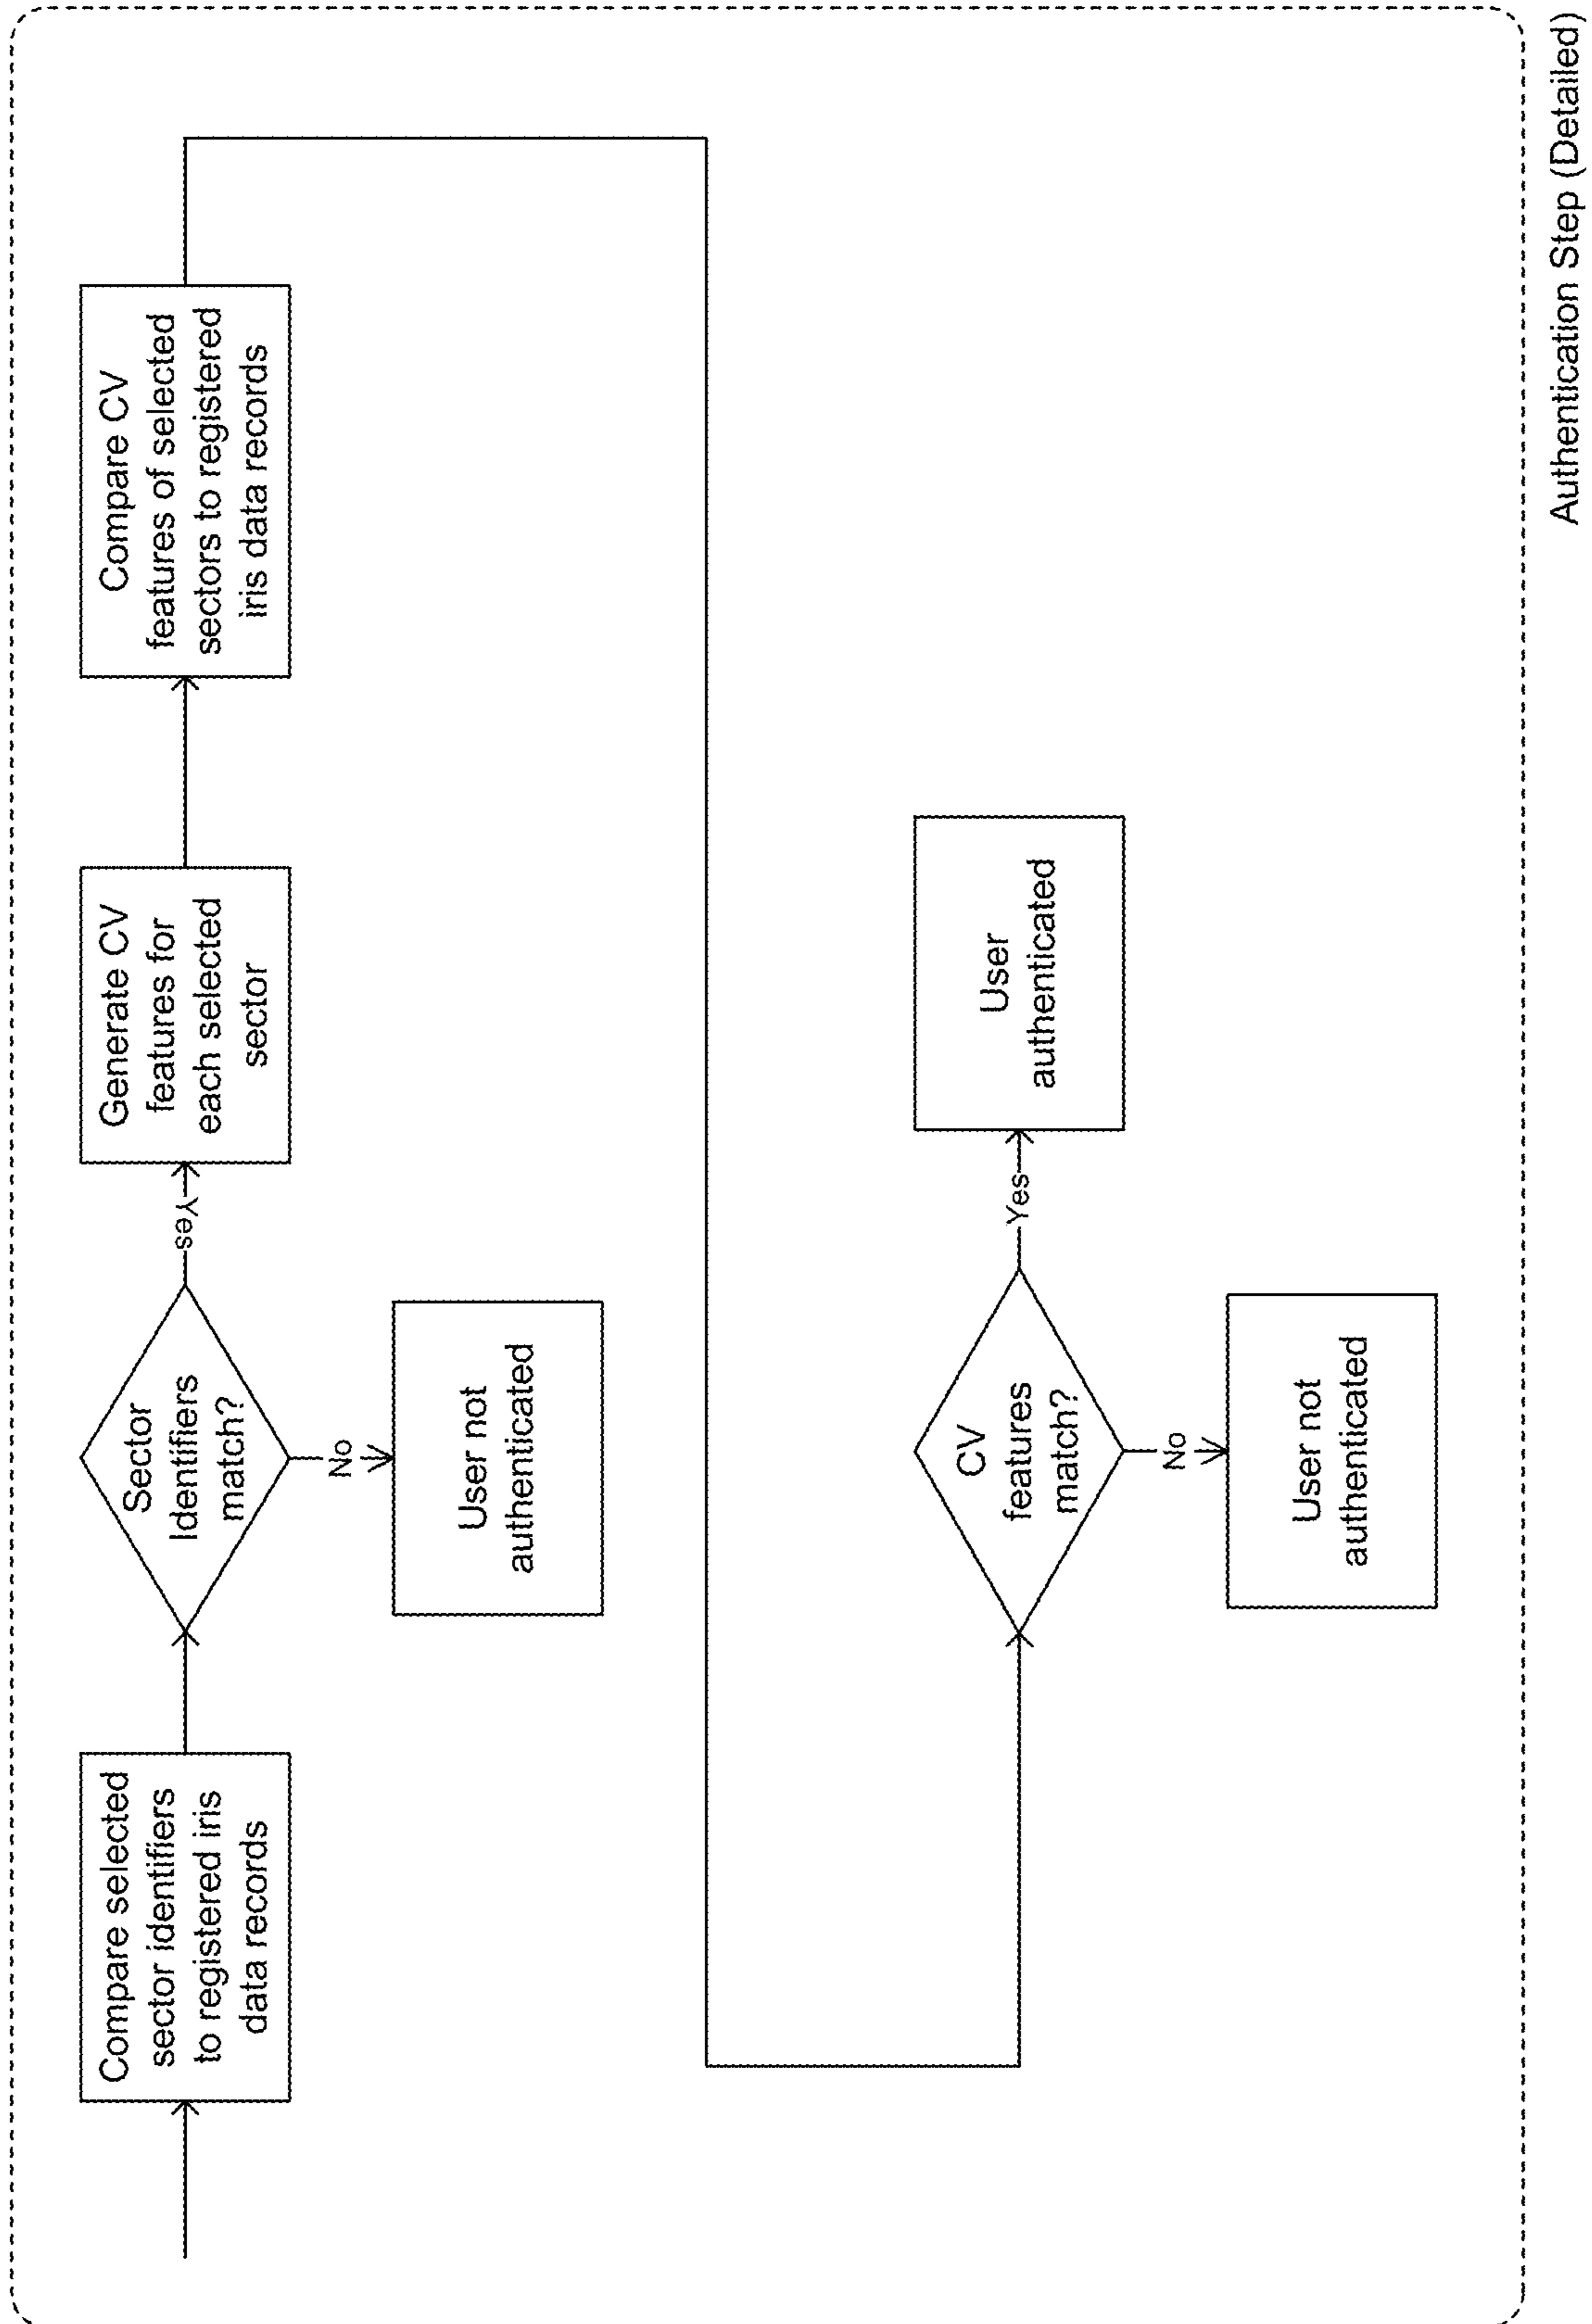 Compare selected
sector identifiers
to registered iris
data records
Sector
Identifiers
match?
Yes
No
User not
authenticated
Generate CV
features for
each selected
sector
Compare CV
features of selected
sectors to registered
iris data records
CV
features
match?
Yes
No
User authenticated
User not
authenticated
Authentication Step (Detailed)